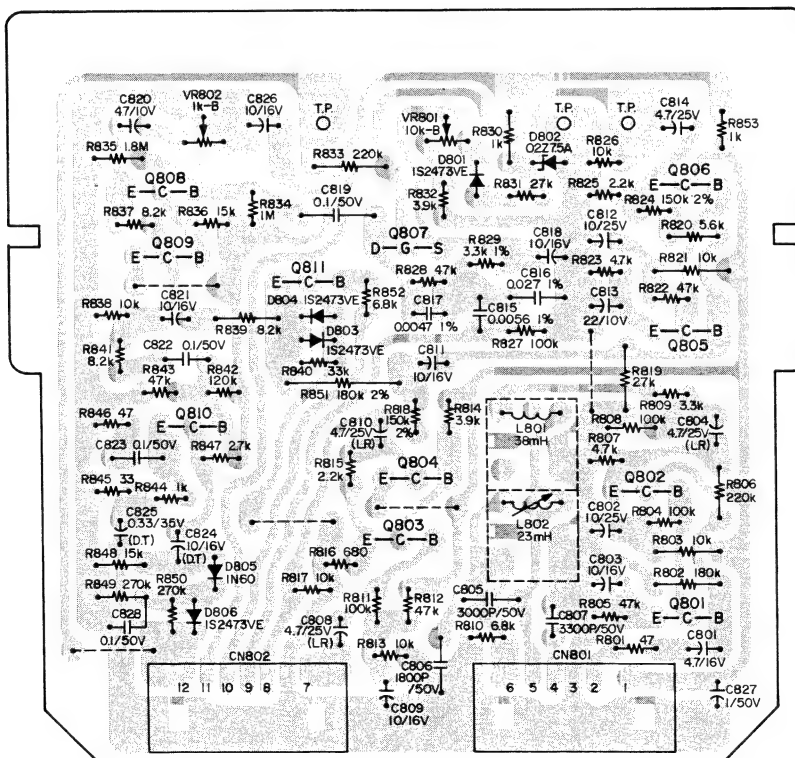 C820
47/10V
VR802
1k-B
C826
10/16V
T.P.
VR801
10k-B
R830
1k
T.P.
D802
02Z7.5A
T.P.
R826
10k
C814
4.7/25V
R853
1k
R835 1.8M
R833 220k
D801
1S2473VE
Q808
E C B
R834
1M
C819
0.1/50V
R832
3.9k
R831 27k
R825 2.2k
Q806
E C B
R824 150k 2%
R837 8.2k
R836 15k
Q807
D G S
C818
10/16V
C812
10/25V
R820 5.6k
Q809
E C B
R829
3.3k 1%
R823 4.7k
R821 10k
Q811
E C B
R828 47k
C816
0.027 1%
R822 47k
D804 1S2473VE
R852
6.8k
C817
0.0047 1%
C815
0.0056 1%
C813
22/10V
C821
10/16V
R838 10k
R839 8.2k
D803
1S2473VE
R827 100k
E C B
Q805
R841
8.2k
C822 0.1/50V
C811
10/16V
R840 33k
R851 180k 2%
R819
27k
R843
47k
R842
120k
R809 3.3k
R846 47
Q810
E C B
C810
4.7/25V
(LR)
R818
150k
2%
R814
3.9k
L801
38mH
R808
100k
C804
4.7/25V
(LR)
R807
4.7k
C823 0.1/50V
R847 2.7k
R815
2.2k
Q804
E C B
Q802
E C B
R806
220k
R845 33
R844 1k
L802
23mH
C802
10/25V
R804 100k
C825
0.33/35V
(D.T)
C824
10/16V
(D.T)
Q803
E C B
R803 10k
R848 15k
D805
1N60
R816 680
C803
10/16V
R802 180k
R849 270k
R850
270k
R817 10k
R811
100k
R812
47k
C805
3000P/50V
R805 47k
Q801
E C B
C828
0.1/50V
D806
1S2473VE
C808
4.7/25V
(LR)
R810 6.8k
C807
3300P/50V
R801 47
C801
4.7/16V
R813 10k
CN802
C806
1800P
/50V
CN801
12 11 10 9 8 7
6 5 4 3 2 1
C809
10/16V
C827
1/50V